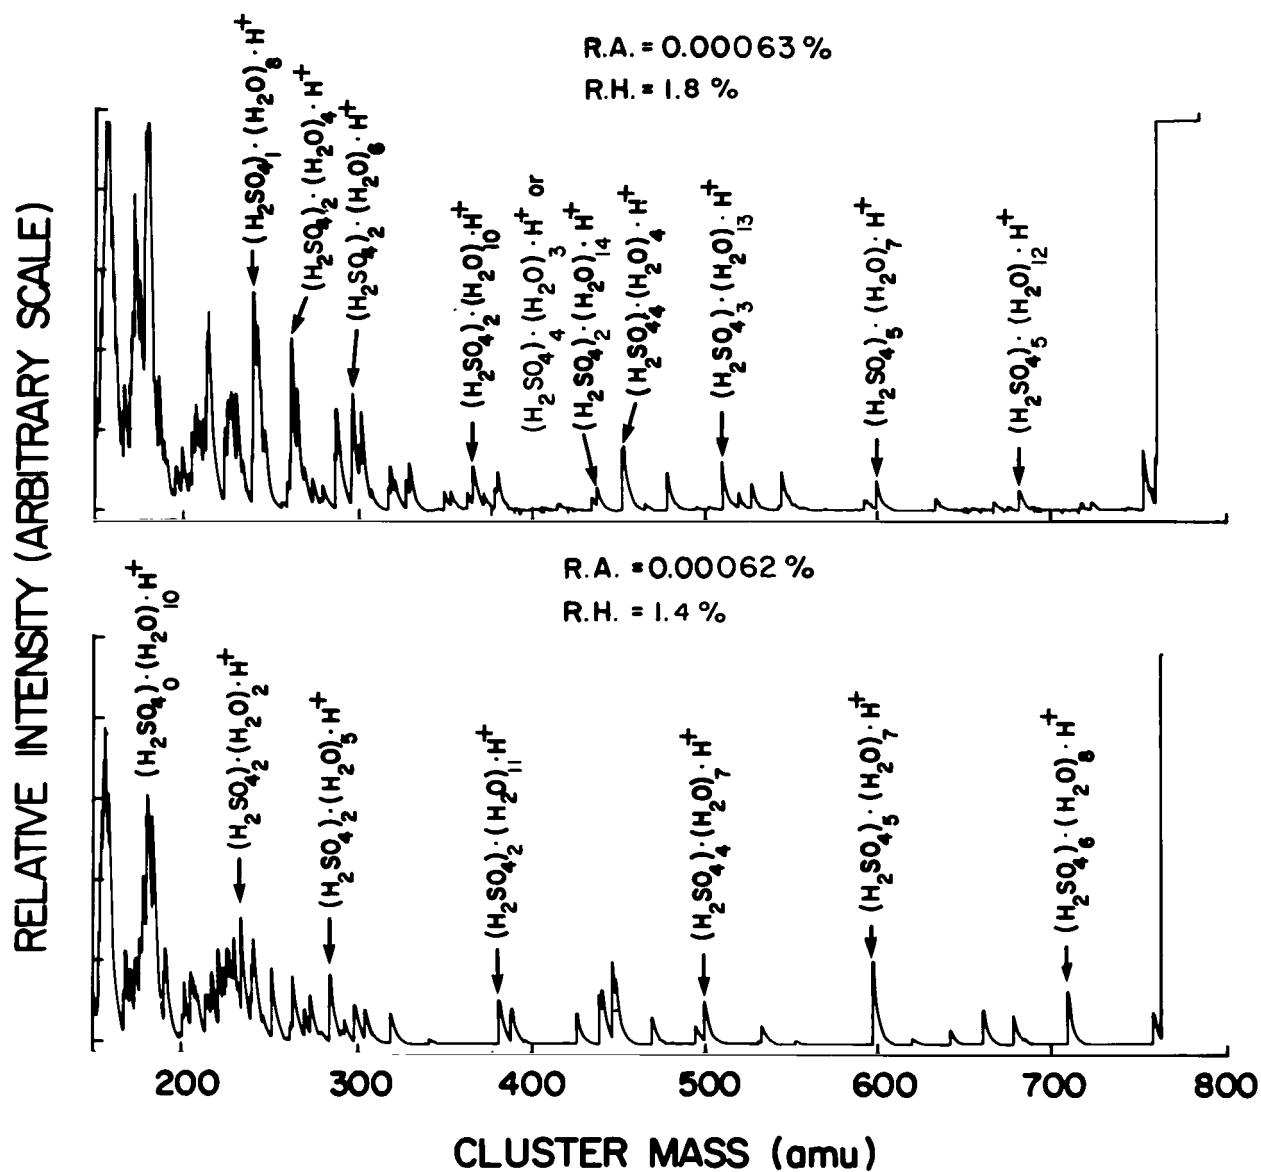 RELATIVE INTENSITY (ARBITRARY SCALE)
R.A. = 0.00063 %
R.H. = 1.8 %
(H₂SO₄)₁·(H₂O)₈·H⁺
(H₂SO₄)₂·(H₂O)₄·H⁺
(H₂SO₄)₂·(H₂O)₆·H⁺
(H₂SO₄)₂·(H₂O)₁₀·H⁺
(H₂SO₄)₄·(H₂O)₃·H⁺ or
(H₂SO₄)₂·(H₂O)₁₄·H⁺
(H₂SO₄)₄·(H₂O)₄·H⁺
(H₂SO₄)₃·(H₂O)₁₃·H⁺
(H₂SO₄)₅·(H₂O)₇·H⁺
(H₂SO₄)₅·(H₂O)₁₂·H⁺
R.A. = 0.00062 %
R.H. = 1.4 %
(H₂SO₄)₀·(H₂O)₁₀·H⁺
(H₂SO₄)₂·(H₂O)₂·H⁺
(H₂SO₄)₂·(H₂O)₅·H⁺
(H₂SO₄)₂·(H₂O)₁₁·H⁺
(H₂SO₄)₄·(H₂O)₇·H⁺
(H₂SO₄)₅·(H₂O)₇·H⁺
(H₂SO₄)₆·(H₂O)₈·H⁺
200 300 400 500 600 700 800
CLUSTER MASS (amu)